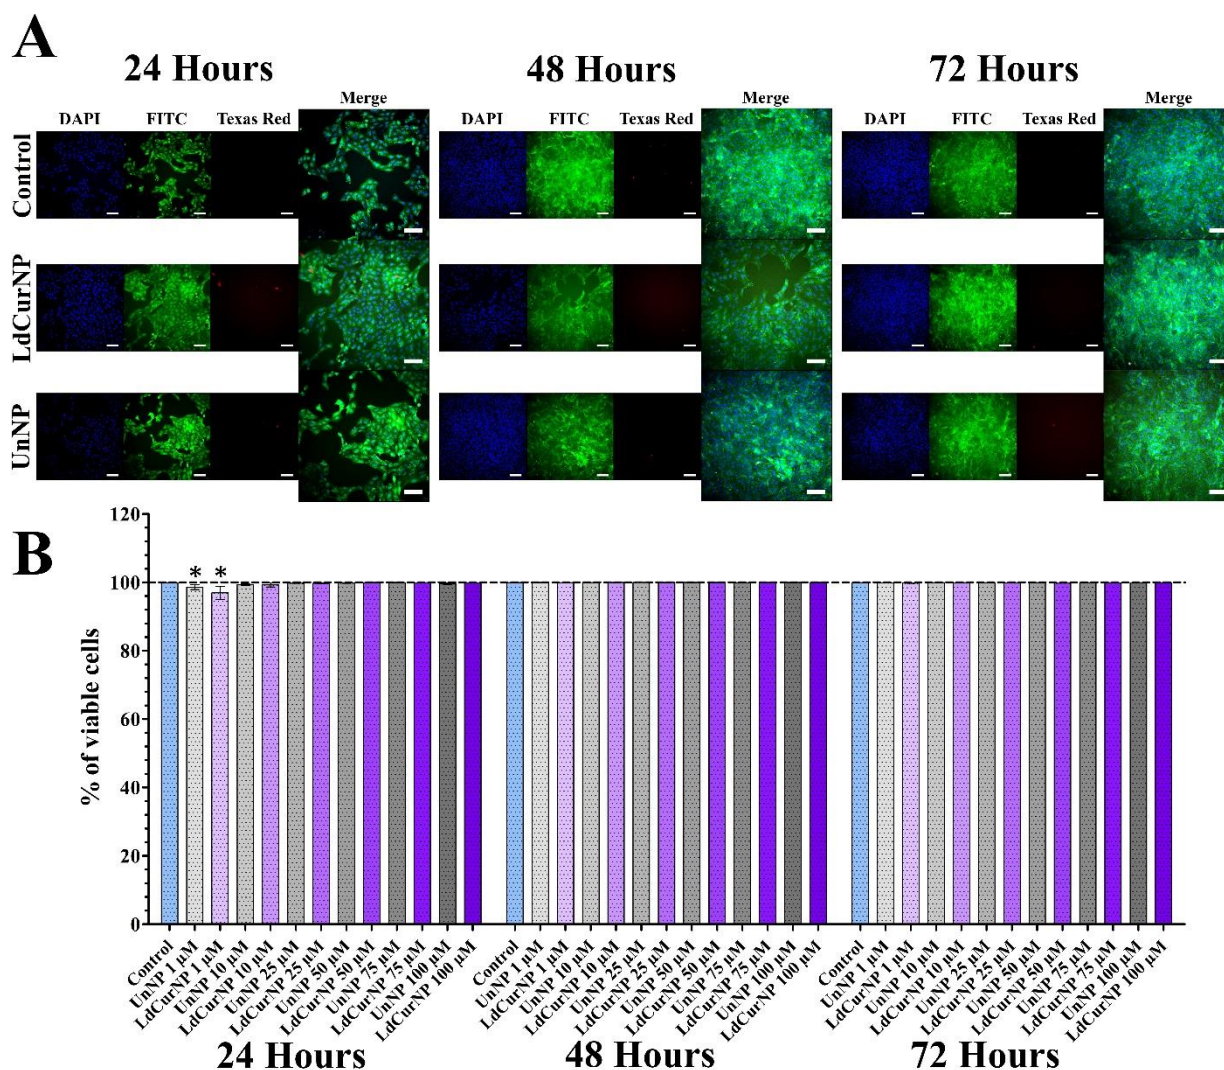 A
24 Hours
48 Hours
72 Hours
DAPI FITC Texas Red Merge
DAPI FITC Texas Red Merge
DAPI FITC Texas Red Merge
Control
LdCurNP
UnNP
B
% of viable cells
120
100
80
60
40
20
0
* *
Control
UnNP 1 µM
LdCurNP 1 µM
UnNP 10 µM
LdCurNP 10 µM
UnNP 25 µM
LdCurNP 25 µM
UnNP 50 µM
LdCurNP 50 µM
UnNP 75 µM
LdCurNP 75 µM
UnNP 100 µM
LdCurNP 100 µM
Control
UnNP 1 µM
LdCurNP 1 µM
UnNP 10 µM
LdCurNP 10 µM
UnNP 25 µM
LdCurNP 25 µM
UnNP 50 µM
LdCurNP 50 µM
UnNP 75 µM
LdCurNP 75 µM
UnNP 100 µM
LdCurNP 100 µM
Control
UnNP 1 µM
LdCurNP 1 µM
UnNP 10 µM
LdCurNP 10 µM
UnNP 25 µM
LdCurNP 25 µM
UnNP 50 µM
LdCurNP 50 µM
UnNP 75 µM
LdCurNP 75 µM
UnNP 100 µM
LdCurNP 100 µM
24 Hours
48 Hours
72 Hours